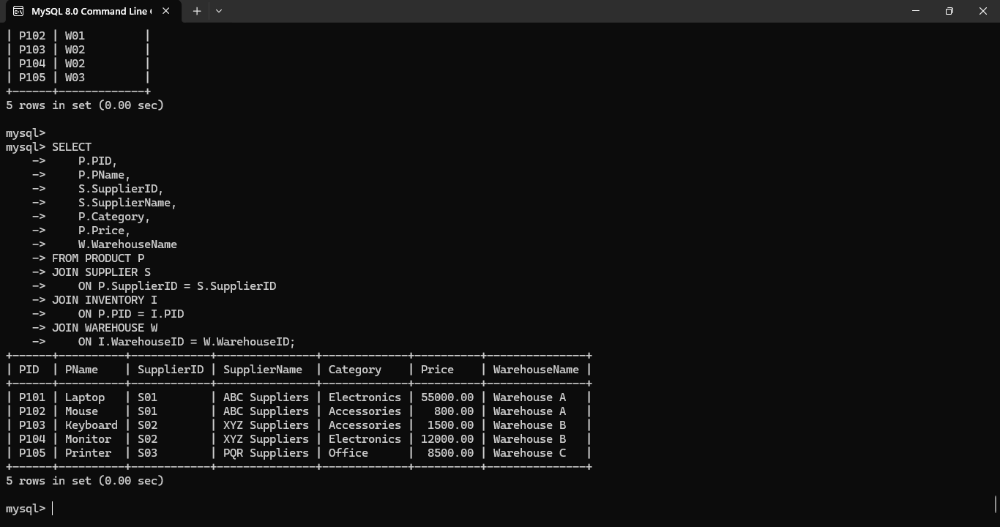 MySQL 8.0 Command Line
| P102 | W01         |
| P103 | W02         |
| P104 | W02         |
| P105 | W03         |
+------+-------------+
5 rows in set (0.00 sec)
mysql>
mysql> SELECT
    ->     P.PID,
    ->     P.PName,
    ->     S.SupplierID,
    ->     S.SupplierName,
    ->     P.Category,
    ->     P.Price,
    ->     W.WarehouseName
    -> FROM PRODUCT P
    -> JOIN SUPPLIER S
    ->     ON P.SupplierID = S.SupplierID
    -> JOIN INVENTORY I
    ->     ON P.PID = I.PID
    -> JOIN WAREHOUSE W
    ->     ON I.WarehouseID = W.WarehouseID;
+------+----------+------------+---------------+-------------+----------+---------------+
| PID  | PName    | SupplierID | SupplierName  | Category    | Price    | WarehouseName |
+------+----------+------------+---------------+-------------+----------+---------------+
| P101 | Laptop   | S01        | ABC Suppliers | Electronics | 55000.00 | Warehouse A   |
| P102 | Mouse    | S01        | ABC Suppliers | Accessories |   800.00 | Warehouse A   |
| P103 | Keyboard | S02        | XYZ Suppliers | Accessories |  1500.00 | Warehouse B   |
| P104 | Monitor  | S02        | XYZ Suppliers | Electronics | 12000.00 | Warehouse B   |
| P105 | Printer  | S03        | PQR Suppliers | Office      |  8500.00 | Warehouse C   |
+------+----------+------------+---------------+-------------+----------+---------------+
5 rows in set (0.00 sec)
mysql>